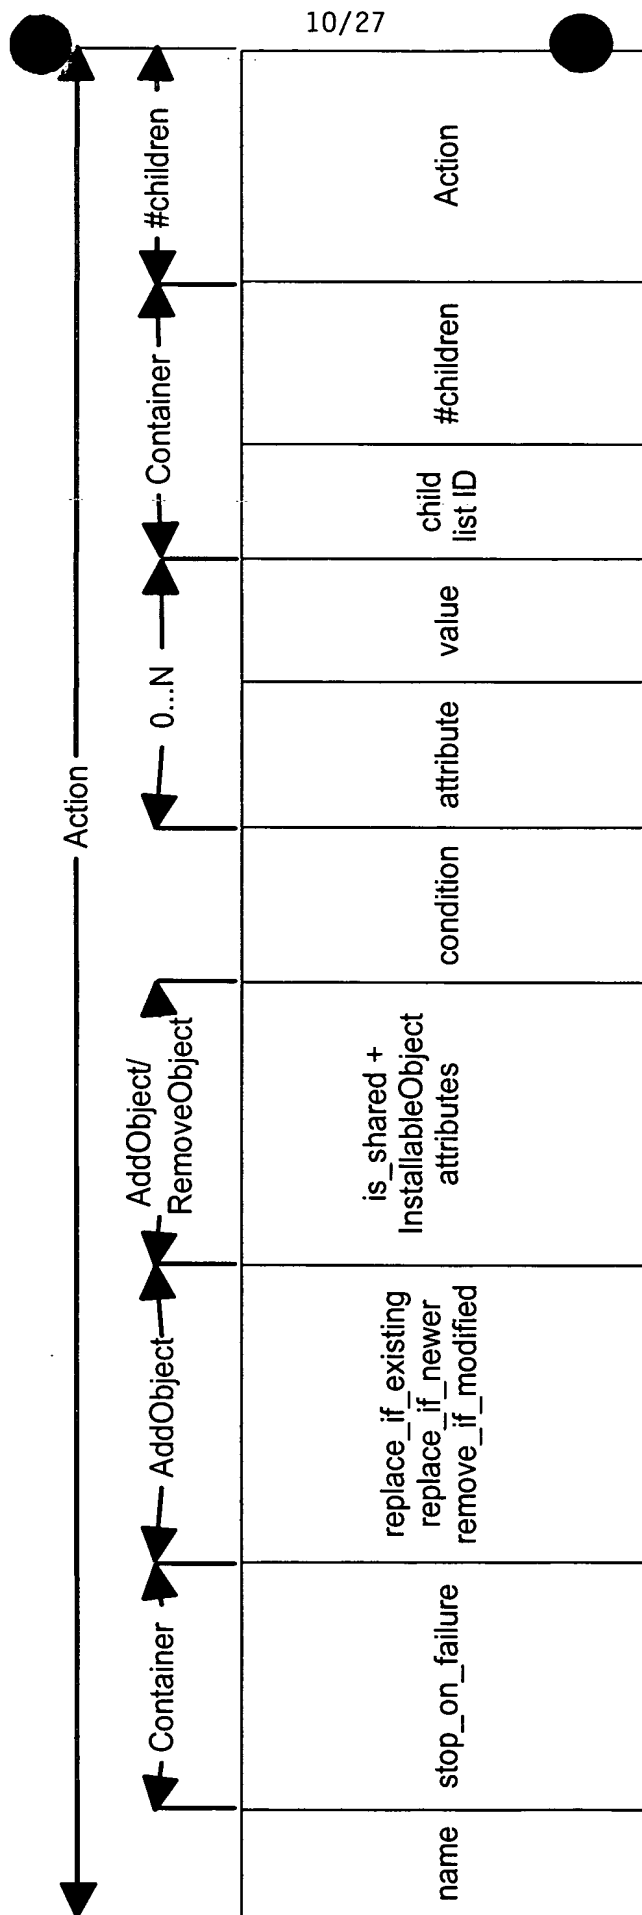 10/27
Action
Container
AddObject
AddObject/
RemoveObject
0...N
Container
#children
name
stop_on_failure
replace_if_existing
replace_if_newer
remove_if_modified
is_shared +
InstallableObject
attributes
condition
attribute
value
child
list ID
#children
Action